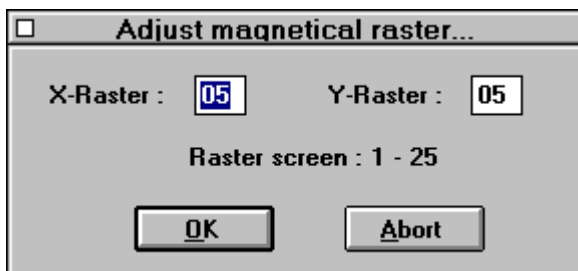 Adjust magnetical raster...
X-Raster : 05 Y-Raster : 05
Raster screen : 1 - 25
OK Abort